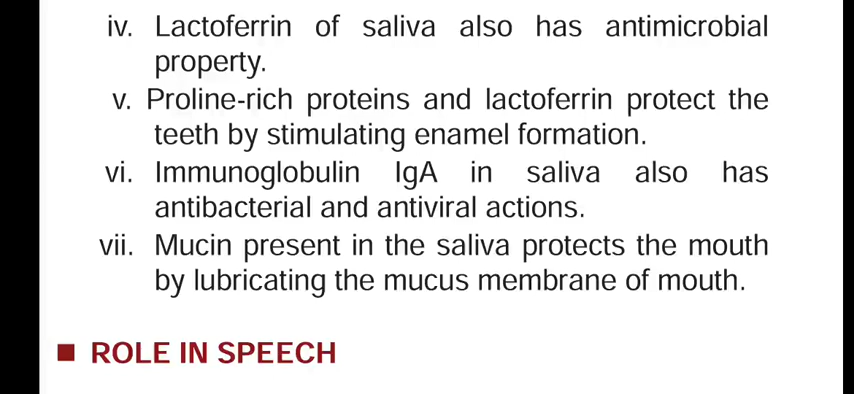 iv. Lactoferrin of saliva also has antimicrobial
property.
v. Proline-rich proteins and lactoferrin protect the
teeth by stimulating enamel formation.
vi. Immunoglobulin IgA in saliva also has
antibacterial and antiviral actions.
vii. Mucin present in the saliva protects the mouth
by lubricating the mucus membrane of mouth.
■ ROLE IN SPEECH